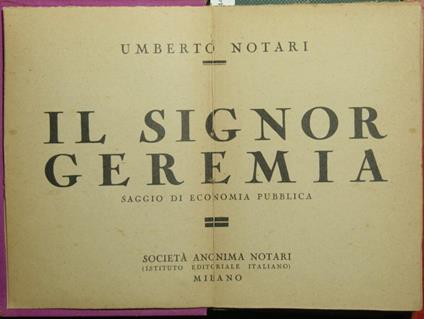 UMBERTO NOTARI
IL SIGNOR
GEREMIA
SAGGIO DI ECONOMIA PUBBLICA
SOCIETÀ ANONIMA NOTARI
(ISTITUTO EDITORIALE ITALIANO)
MILANO